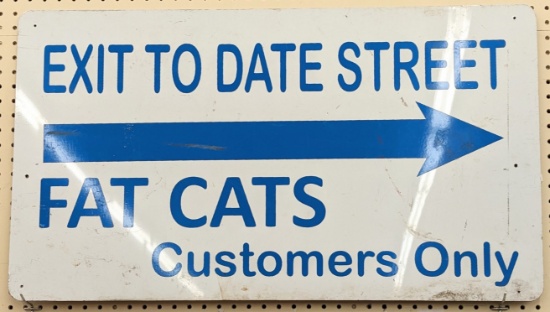 EXIT TO DATE STREET
FAT CATS
Customers Only